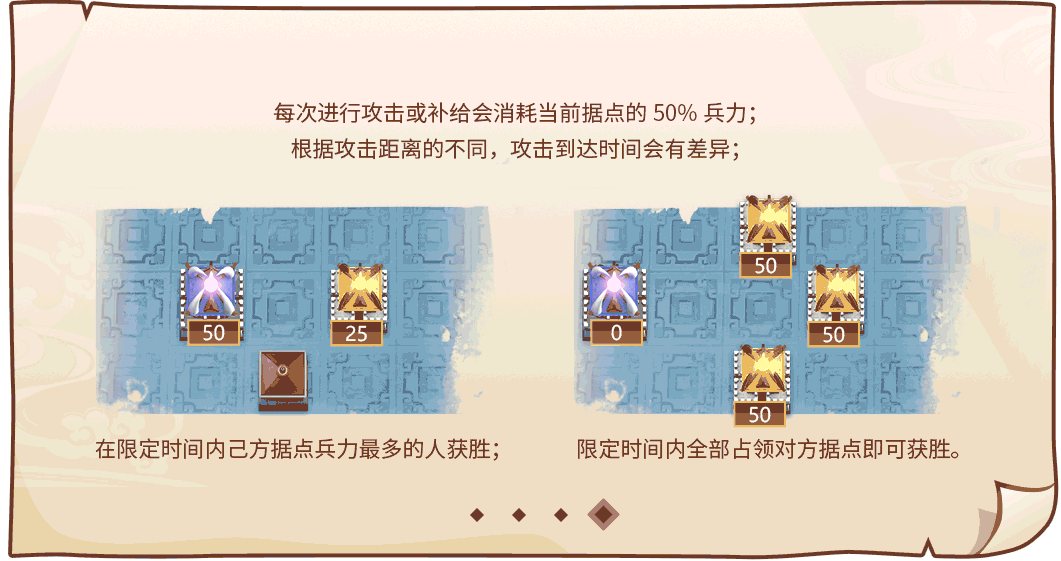 每次进行攻击或补给会消耗当前据点的 50% 兵力；
根据攻击距离的不同，攻击到达时间会有差异；
50
25
50
0
50
50
在限定时间内己方据点兵力最多的人获胜；
限定时间内全部占领对方据点即可获胜。